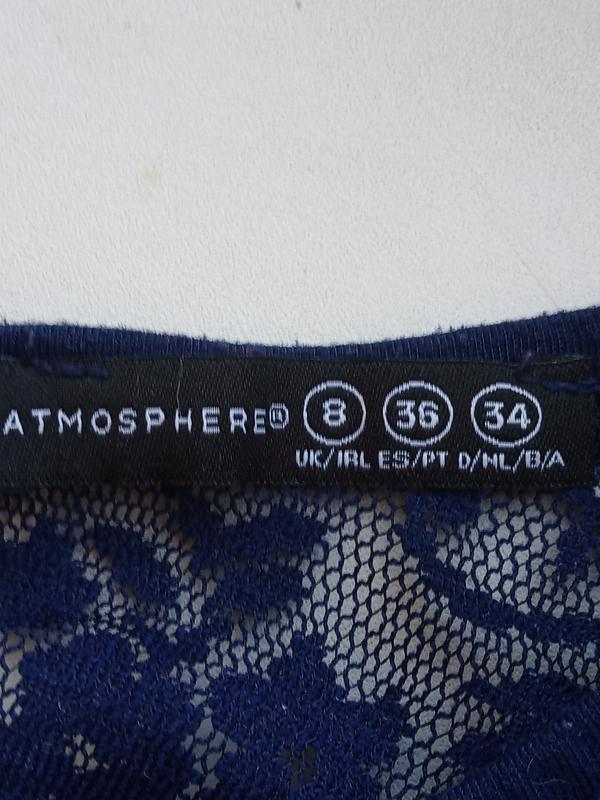 ATMOSPHERE® 8 36 34
UK/IRL ES/PT D/NL/B/A